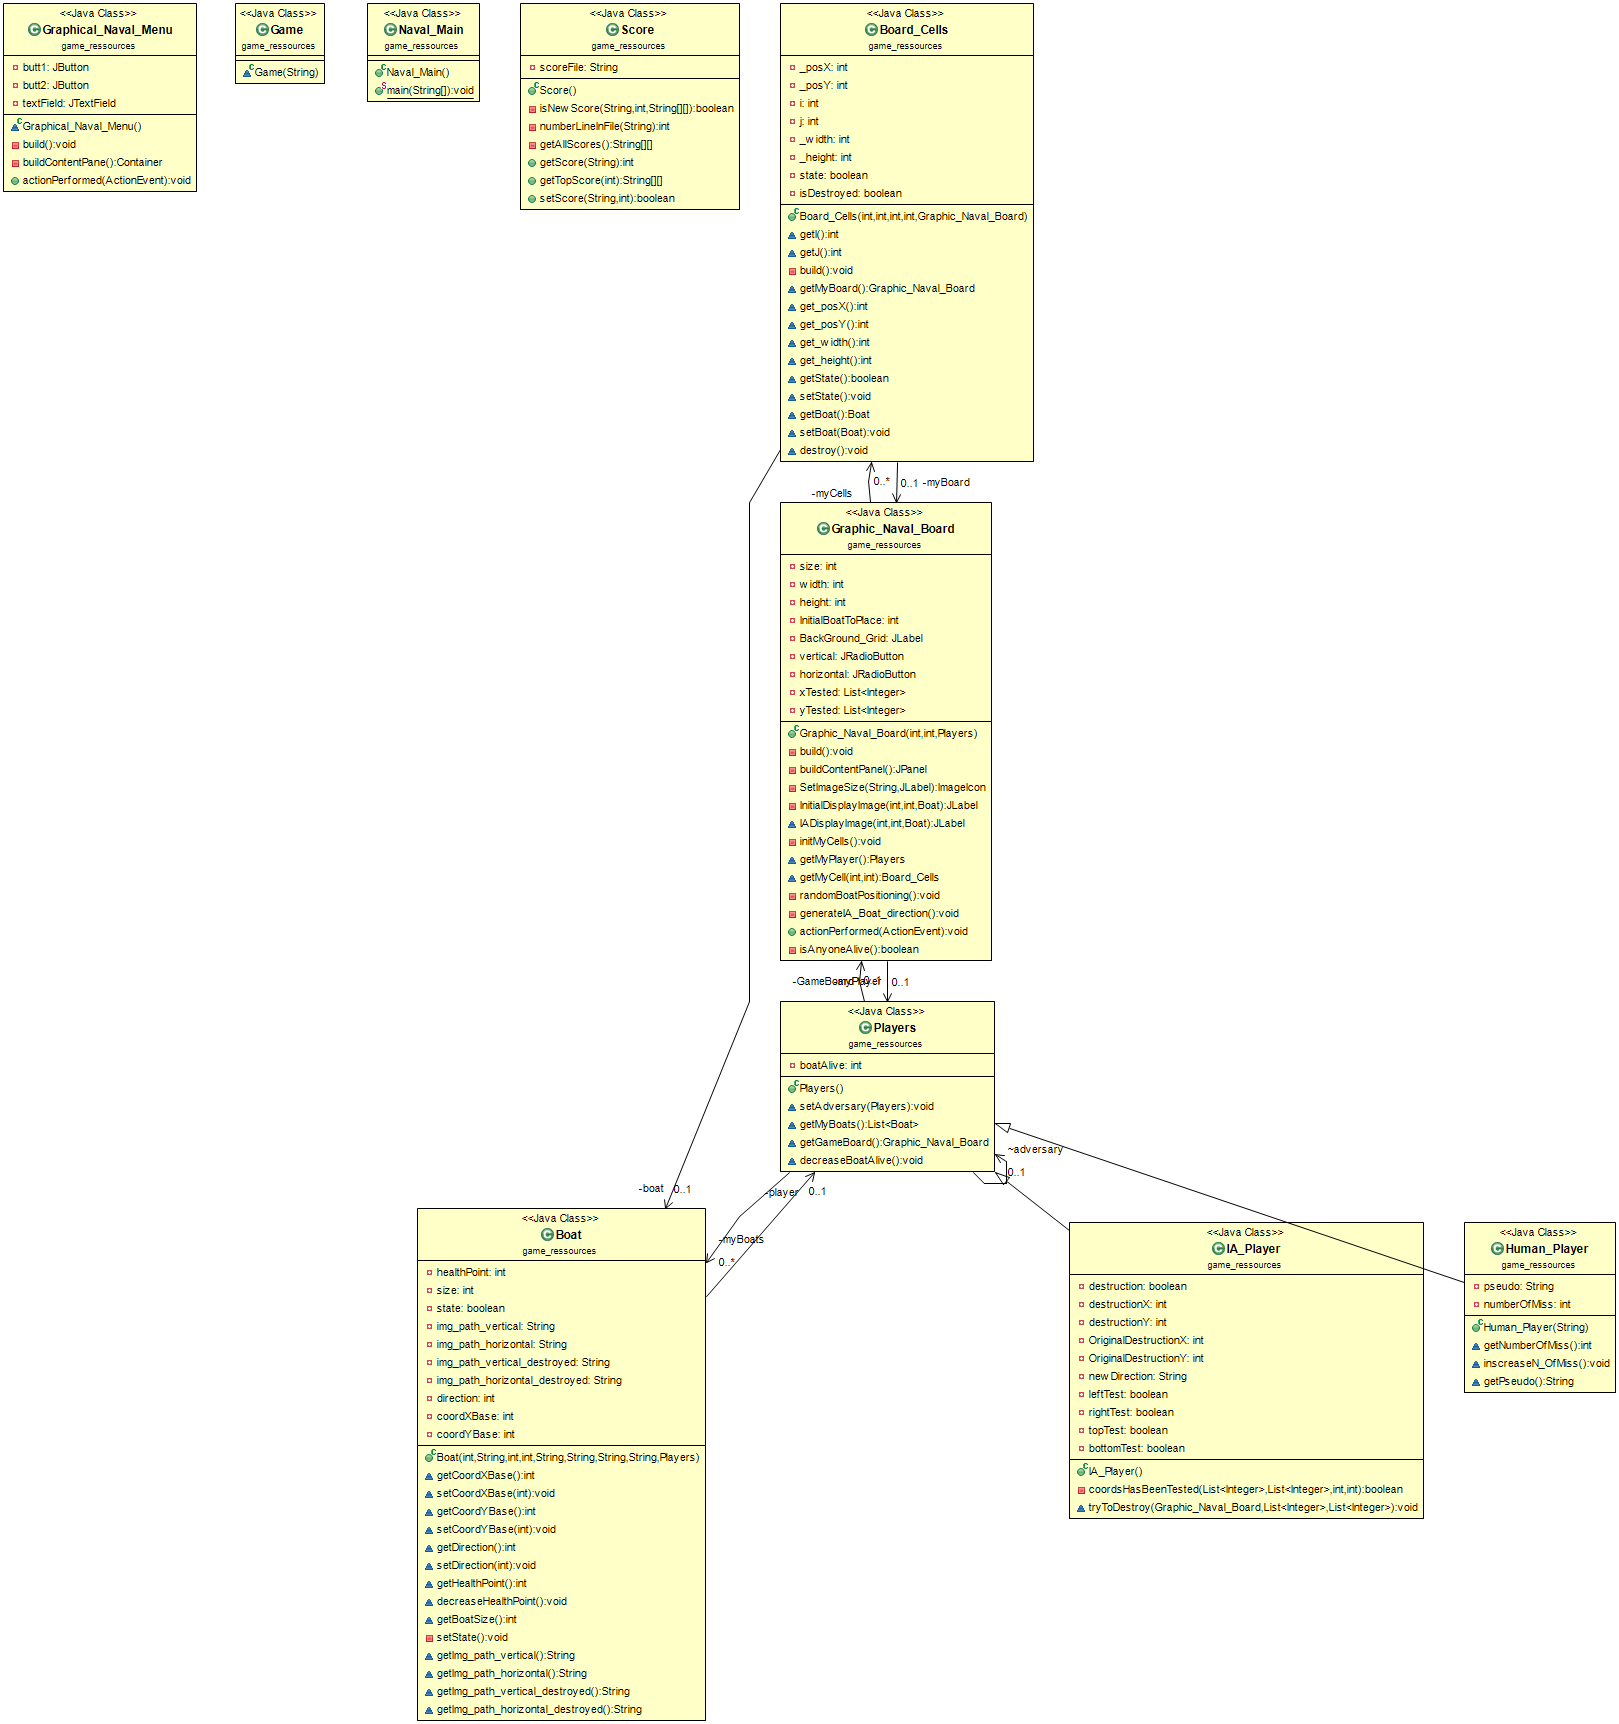 <<Java Class>>
Graphical_Naval_Menu
game_ressources
butt1: JButton
butt2: JButton
textField: JTextField
Graphical_Naval_Menu()
build():void
buildContentPane():Container
actionPerformed(ActionEvent):void
<<Java Class>>
Game
game_ressources
Game(String)
<<Java Class>>
Naval_Main
game_ressources
Naval_Main()
main(String[]):void
<<Java Class>>
Score
game_ressources
scoreFile: String
Score()
isNewScore(String,int,String[][]):boolean
numberLineInFile(String):int
getAllScores():String[][]
getScore(String):int
getTopScore(int):String[][]
setScore(String,int):boolean
<<Java Class>>
Board_Cells
game_ressources
_posX: int
_posY: int
i: int
j: int
_width: int
_height: int
state: boolean
isDestroyed: boolean
Board_Cells(int,int,int,int,Graphic_Naval_Board)
getI():int
getJ():int
build():void
getMyBoard():Graphic_Naval_Board
get_posX():int
get_posY():int
get_width():int
get_height():int
getState():boolean
setState():void
getBoat():Boat
setBoat(Boat):void
destroy():void
0..*
0..1
-myBoard
-myCells
<<Java Class>>
Graphic_Naval_Board
game_ressources
size: int
width: int
height: int
InitialBoatToPlace: int
BackGround_Grid: JLabel
vertical: JRadioButton
horizontal: JRadioButton
xTested: List<Integer>
yTested: List<Integer>
Graphic_Naval_Board(int,int,Players)
build():void
buildContentPanel():JPanel
SetImageSize(String,JLabel):ImageIcon
InitialDisplayImage(int,int,Boat):JLabel
IADisplayImage(int,int,Boat):JLabel
initMyCells():void
getMyPlayer():Players
getMyCell(int,int):Board_Cells
randomBoatPositioning():void
generateIA_Boat_direction():void
actionPerformed(ActionEvent):void
isAnyoneAlive():boolean
-GameBoard
-myPlayer
0..1
0..1
<<Java Class>>
Players
game_ressources
boatAlive: int
Players()
setAdversary(Players):void
getMyBoats():List<Boat>
getGameBoard():Graphic_Naval_Board
decreaseBoatAlive():void
~adversary
0..1
-boat
0..1
-player
0..1
-myBoats
0..*
<<Java Class>>
Boat
game_ressources
healthPoint: int
size: int
state: boolean
img_path_vertical: String
img_path_horizontal: String
img_path_vertical_destroyed: String
img_path_horizontal_destroyed: String
direction: int
coordXBase: int
coordYBase: int
Boat(int,String,int,int,String,String,String,String,Players)
getCoordXBase():int
setCoordXBase(int):void
getCoordYBase():int
setCoordYBase(int):void
getDirection():int
setDirection(int):void
getHealthPoint():int
decreaseHealthPoint():void
getBoatSize():int
setState():void
getImg_path_vertical():String
getImg_path_horizontal():String
getImg_path_vertical_destroyed():String
getImg_path_horizontal_destroyed():String
<<Java Class>>
IA_Player
game_ressources
destruction: boolean
destructionX: int
destructionY: int
OriginalDestructionX: int
OriginalDestructionY: int
newDirection: String
leftTest: boolean
rightTest: boolean
topTest: boolean
bottomTest: boolean
IA_Player()
coordsHasBeenTested(List<Integer>,List<Integer>,int,int):boolean
tryToDestroy(Graphic_Naval_Board,List<Integer>,List<Integer>):void
<<Java Class>>
Human_Player
game_ressources
pseudo: String
numberOfMiss: int
Human_Player(String)
getNumberOfMiss():int
inscreaseN_OfMiss():void
getPseudo():String